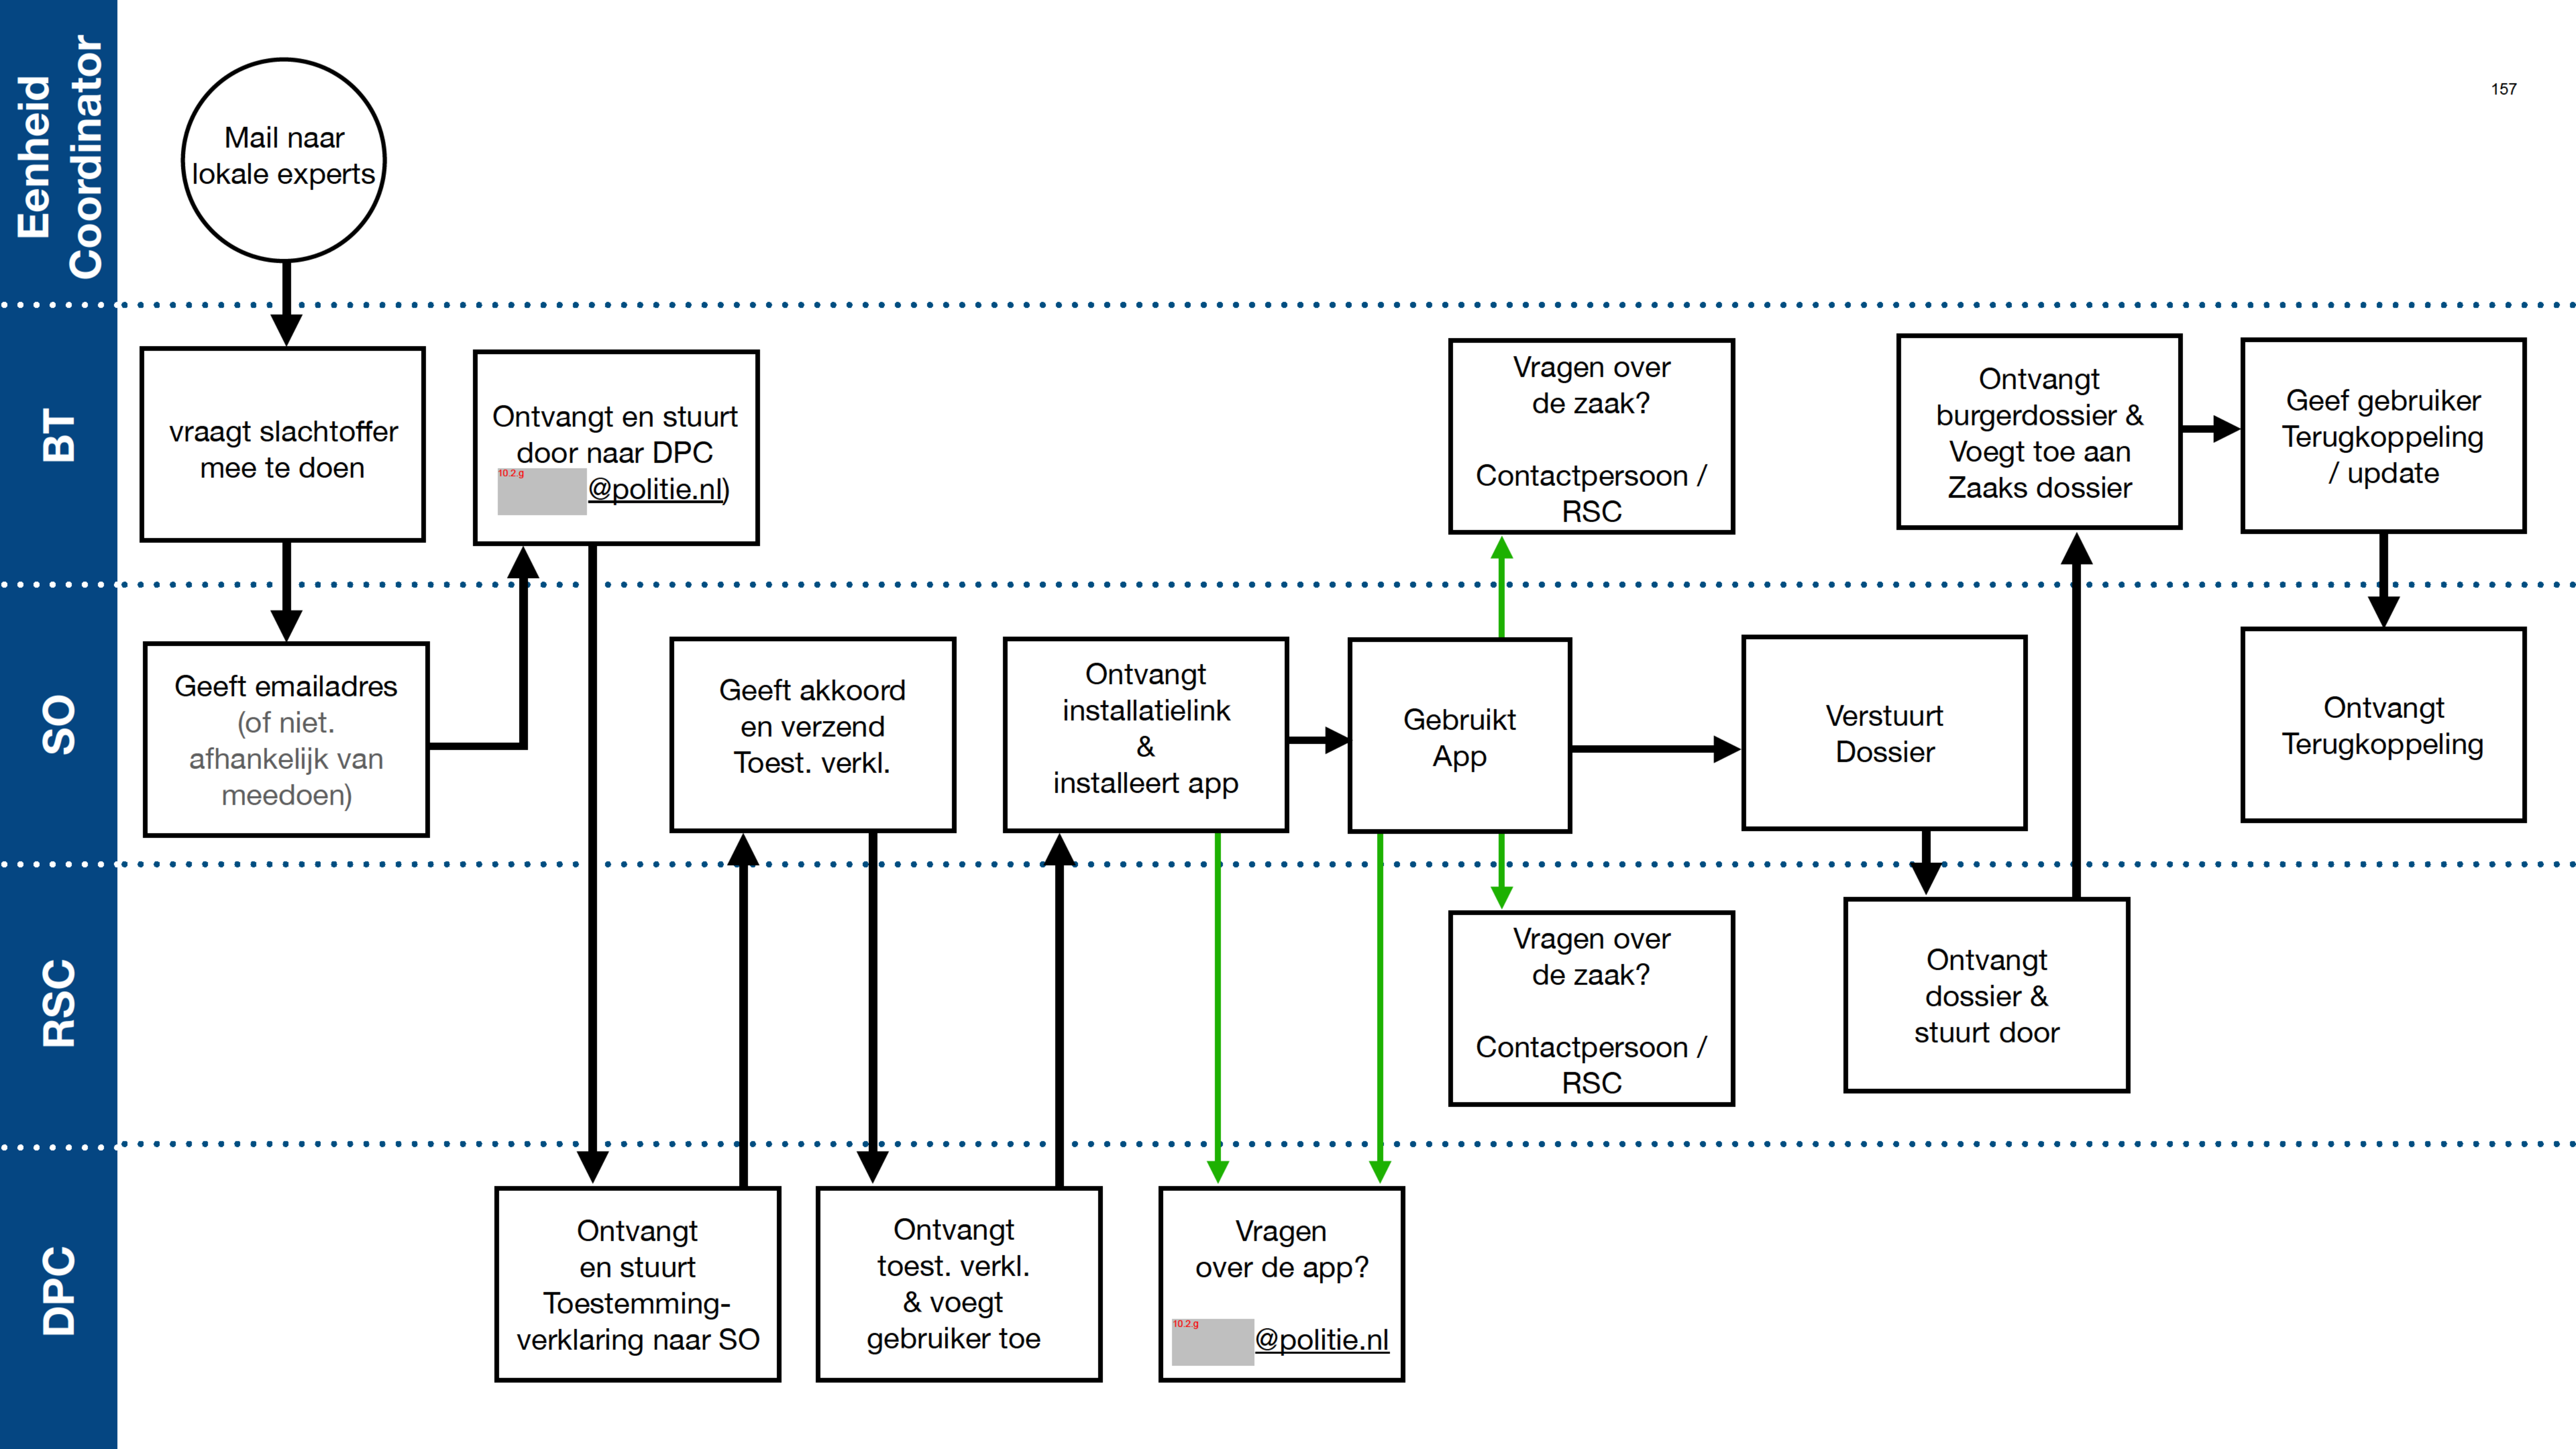 157
Eenheid
Coordinator
Mail naar
lokale experts
BT
vraagt slachtoffer
mee te doen
Ontvangt en stuurt
door naar DPC
10.2.g
@politie.nl)
Vragen over
de zaak?
Contactpersoon /
RSC
Ontvangt
burgerdossier &
Voegt toe aan
Zaaks dossier
Geef gebruiker
Terugkoppeling
/ update
SO
Geeft emailadres
(of niet.
afhankelijk van
meedoen)
Geeft akkoord
en verzend
Toest. verkl.
Ontvangt
installatielink
&
installeert app
Gebruikt
App
Verstuurt
Dossier
Ontvangt
Terugkoppeling
RSC
Vragen over
de zaak?
Contactpersoon /
RSC
Ontvangt
dossier &
stuurt door
DPC
Ontvangt
en stuurt
Toestemming-
verklaring naar SO
Ontvangt
toest. verkl.
& voegt
gebruiker toe
Vragen
over de app?
10.2.g
@politie.nl